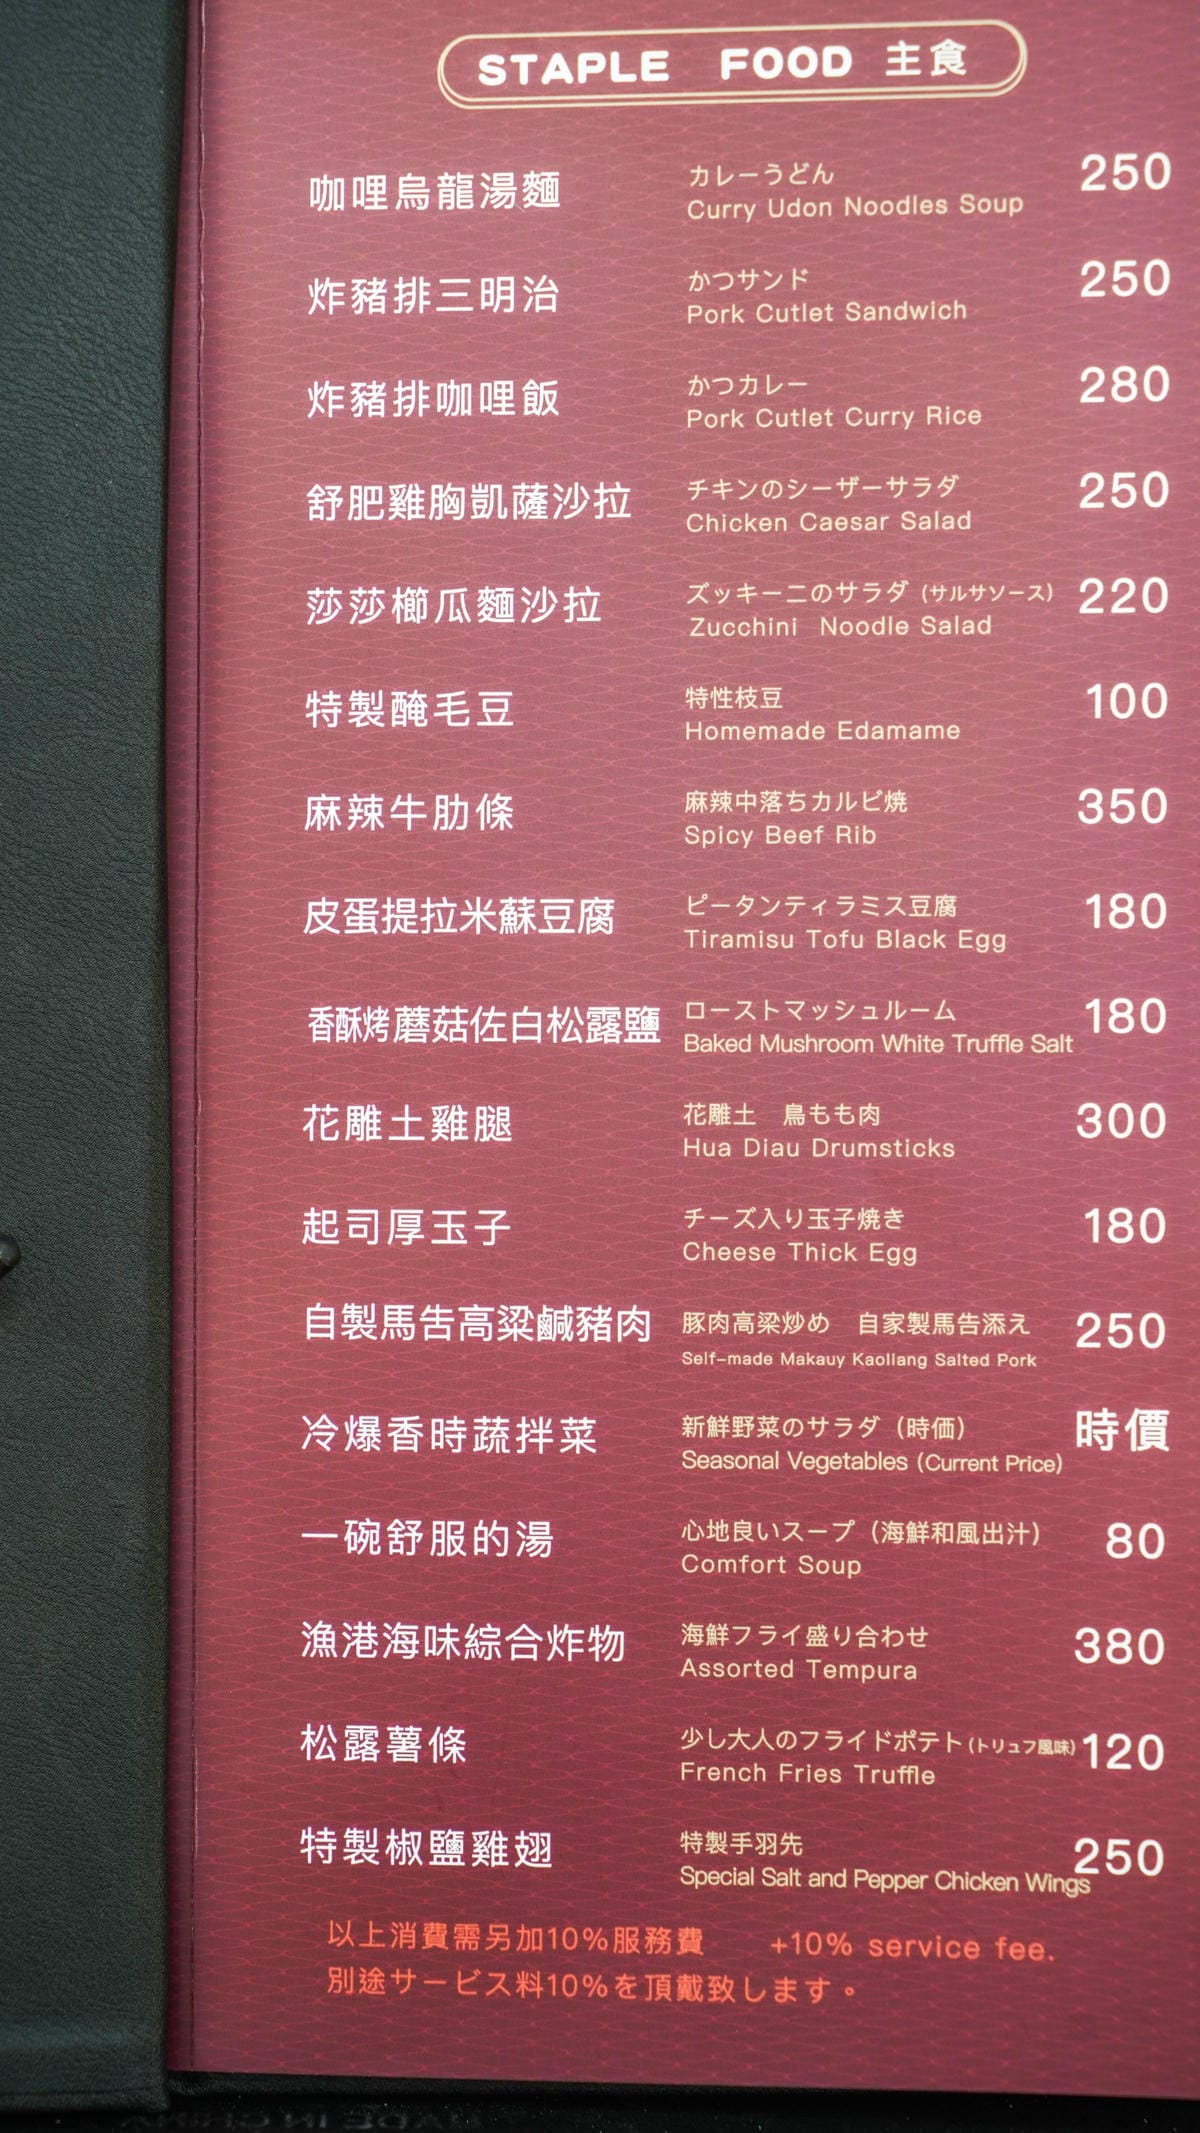 STAPLE FOOD 主食
咖哩烏龍湯麵
カレーうどん
Curry Udon Noodles Soup
250
炸豬排三明治
かつサンド
Pork Cutlet Sandwich
250
炸豬排咖哩飯
かつカレー
Pork Cutlet Curry Rice
280
舒肥雞胸凱薩沙拉
チキンのシーザーサラダ
Chicken Caesar Salad
250
莎莎櫛瓜麵沙拉
ズッキーニのサラダ (サルサソース)
Zucchini Noodle Salad
220
特製醃毛豆
特性枝豆
Homemade Edamame
100
麻辣牛肋條
麻辣中落ちカルビ焼
Spicy Beef Rib
350
皮蛋提拉米蘇豆腐
ピータンティラミス豆腐
Tiramisu Tofu Black Egg
180
香酥烤蘑菇佐白松露鹽
ローストマッシュルーム
Baked Mushroom White Truffle Salt
180
花雕土雞腿
花雕土 鳥もも肉
Hua Diau Drumsticks
300
起司厚玉子
チーズ入り玉子焼き
Cheese Thick Egg
180
自製馬告高粱鹹豬肉
豚肉高梁炒め 自家製馬告添え
Self-made Makauy Kaoliang Salted Pork
250
冷爆香時蔬拌菜
新鮮野菜のサラダ（時価）
Seasonal Vegetables (Current Price)
時價
一碗舒服的湯
心地良いスープ（海鮮和風出汁）
Comfort Soup
80
漁港海味綜合炸物
海鮮フライ盛り合わせ
Assorted Tempura
380
松露薯條
少し大人のフライドポテト(トリュフ風味)
French Fries Truffle
120
特製椒鹽雞翅
特製手羽先
Special Salt and Pepper Chicken Wings
250
以上消費需另加10%服務費 +10% service fee.
別途サービス料10%を頂戴致します。
MADE IN CHINA